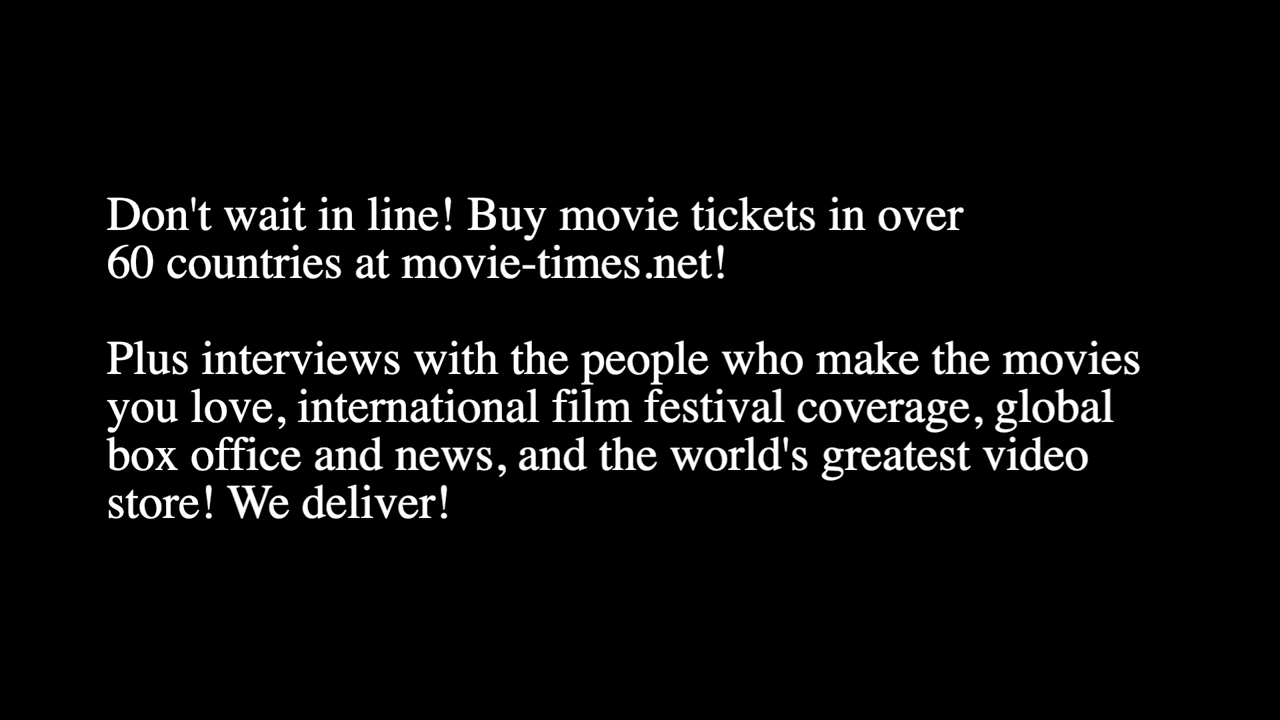 Don't wait in line! Buy movie tickets in over
60 countries at movie-times.net!
Plus interviews with the people who make the movies
you love, international film festival coverage, global
box office and news, and the world's greatest video
store! We deliver!